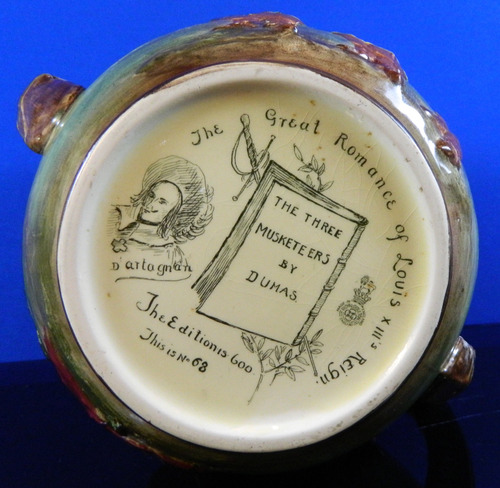 The Great Romance of Louis XIII's Reign.
THE THREE
MUSKETEERS
BY
DUMAS.
D'artagnan
The Edition is 600
This is No 68